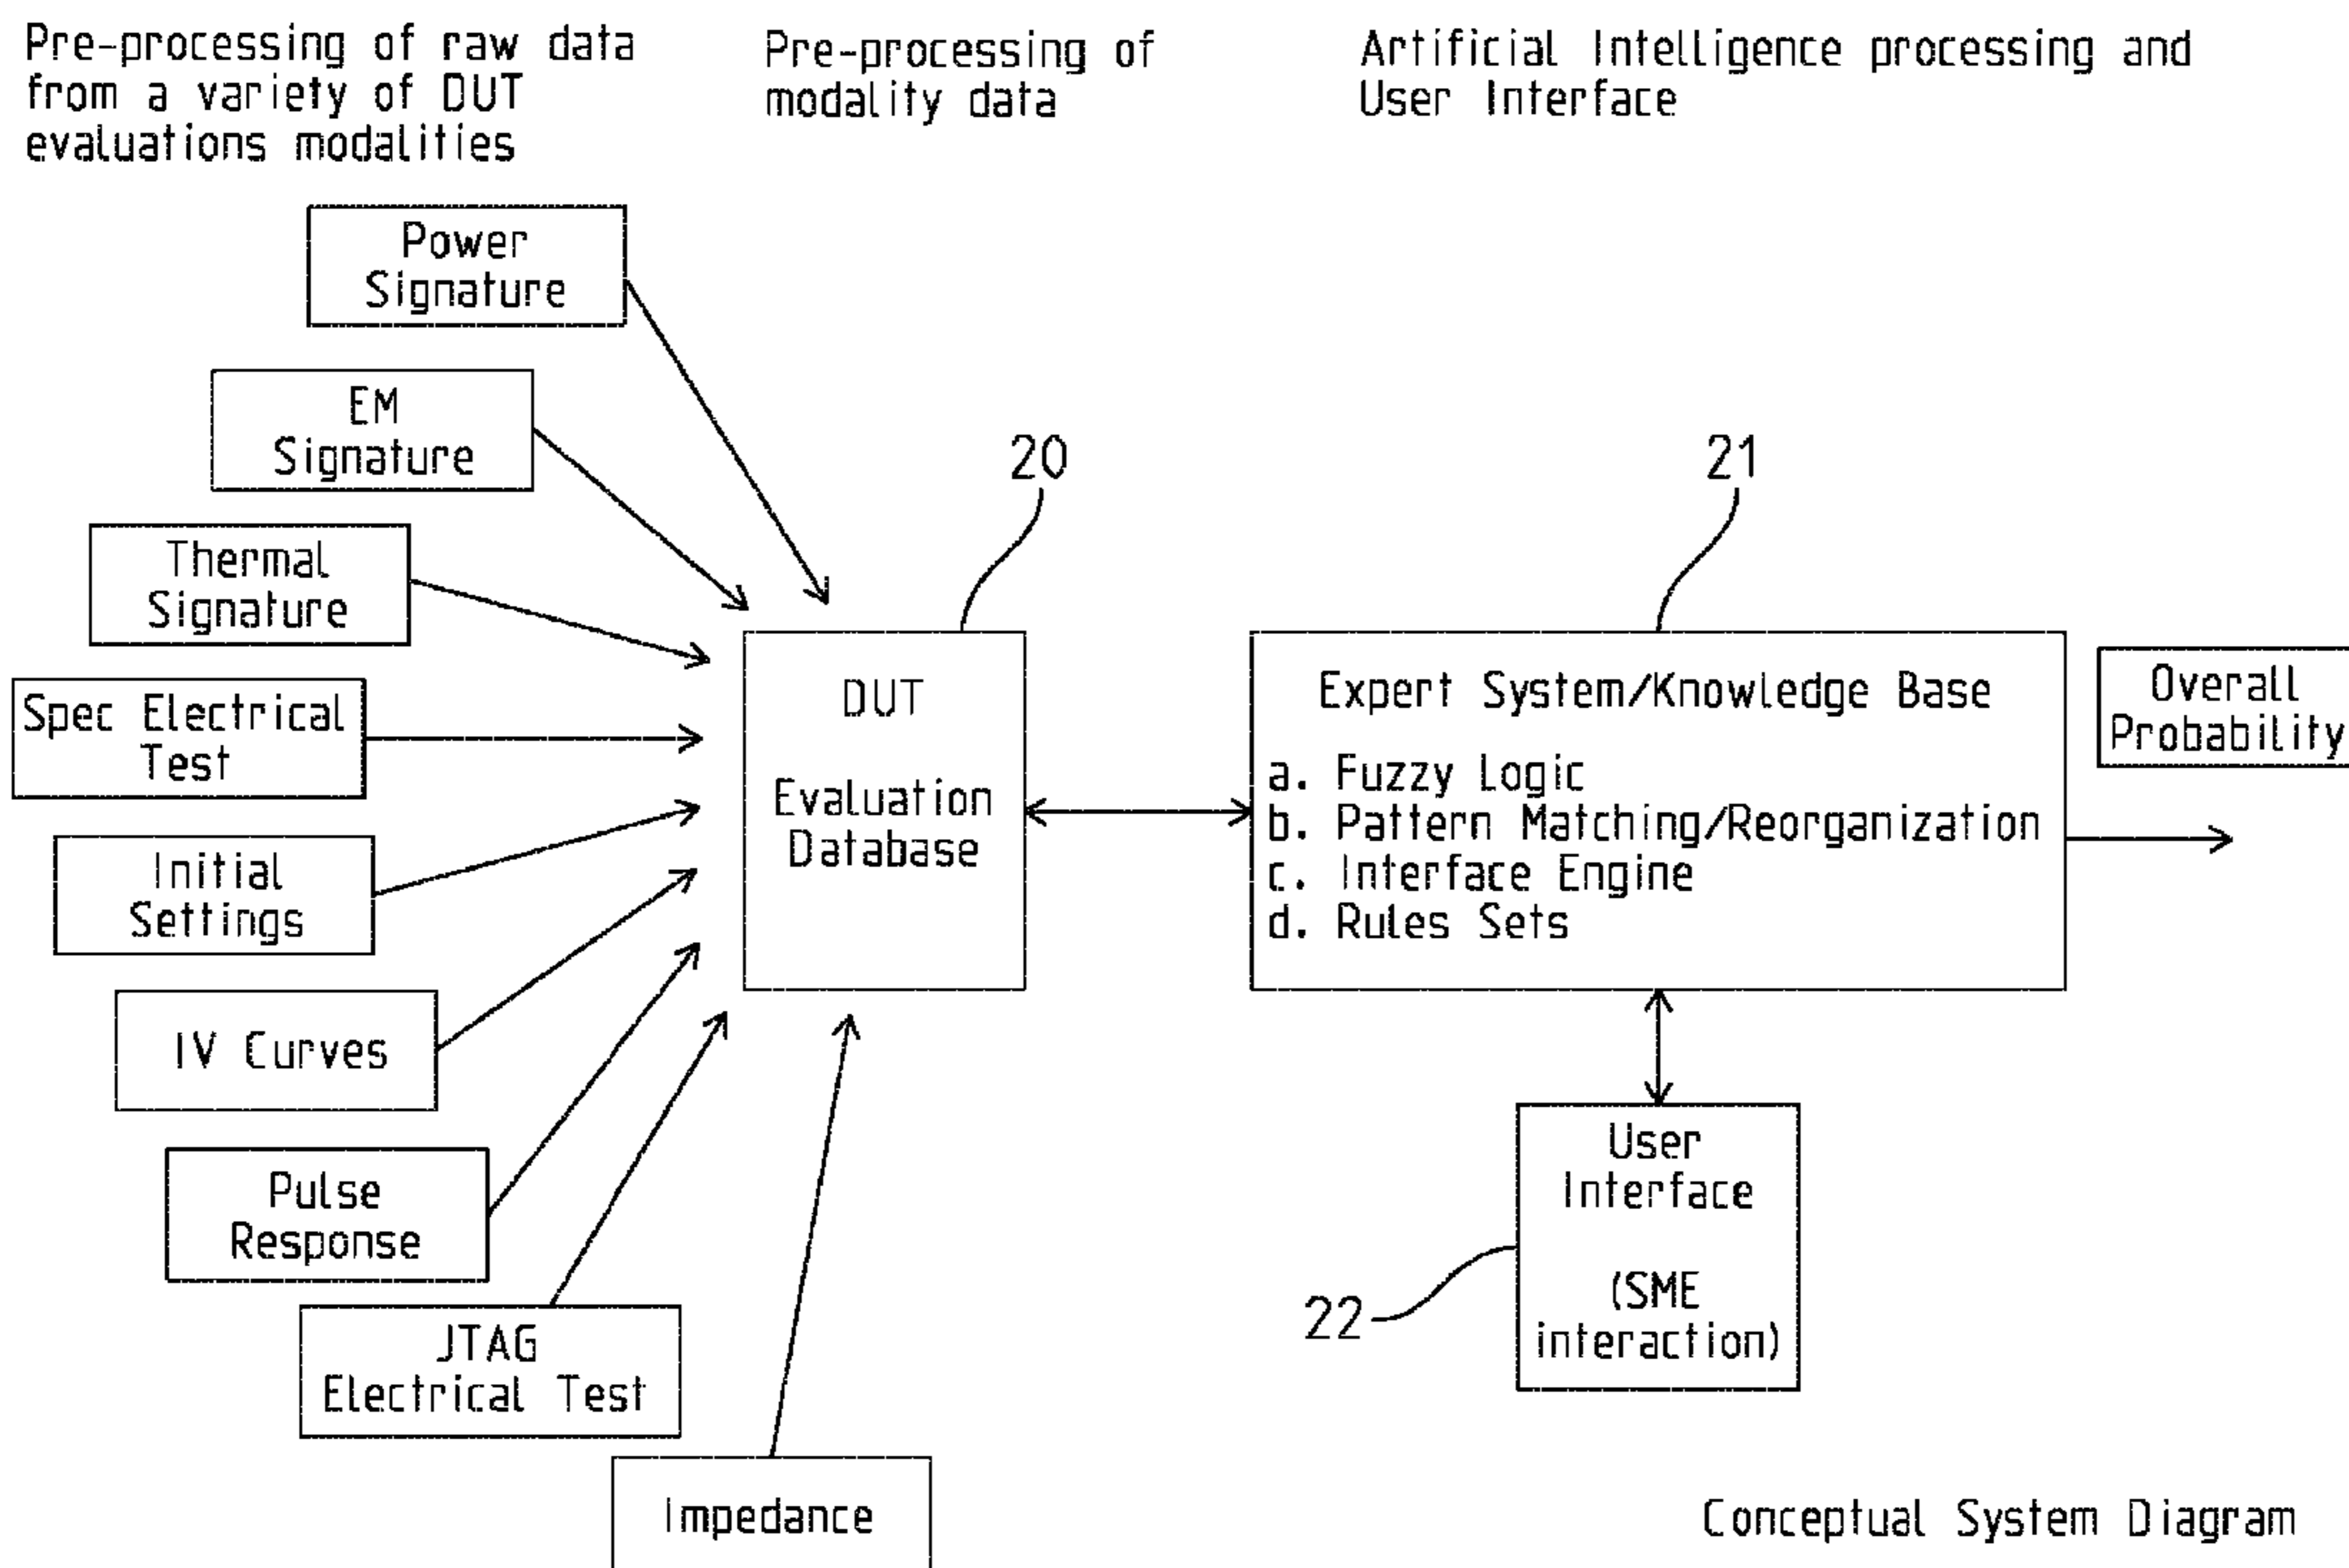 Pre-processing of raw data
from a variety of DUT
evaluations modalities
Pre-processing of
modality data
Artificial Intelligence processing and
User Interface
Power
Signature
EM
Signature
Thermal
Signature
Spec Electrical
Test
Initial
Settings
IV Curves
Pulse
Response
JTAG
Electrical Test
Impedance
20
DUT
Evaluation
Database
21
Expert System/Knowledge Base
a. Fuzzy Logic
b. Pattern Matching/Reorganization
c. Interface Engine
d. Rules Sets
Overall
Probability
22
User
Interface
(SME
interaction)
Conceptual System Diagram